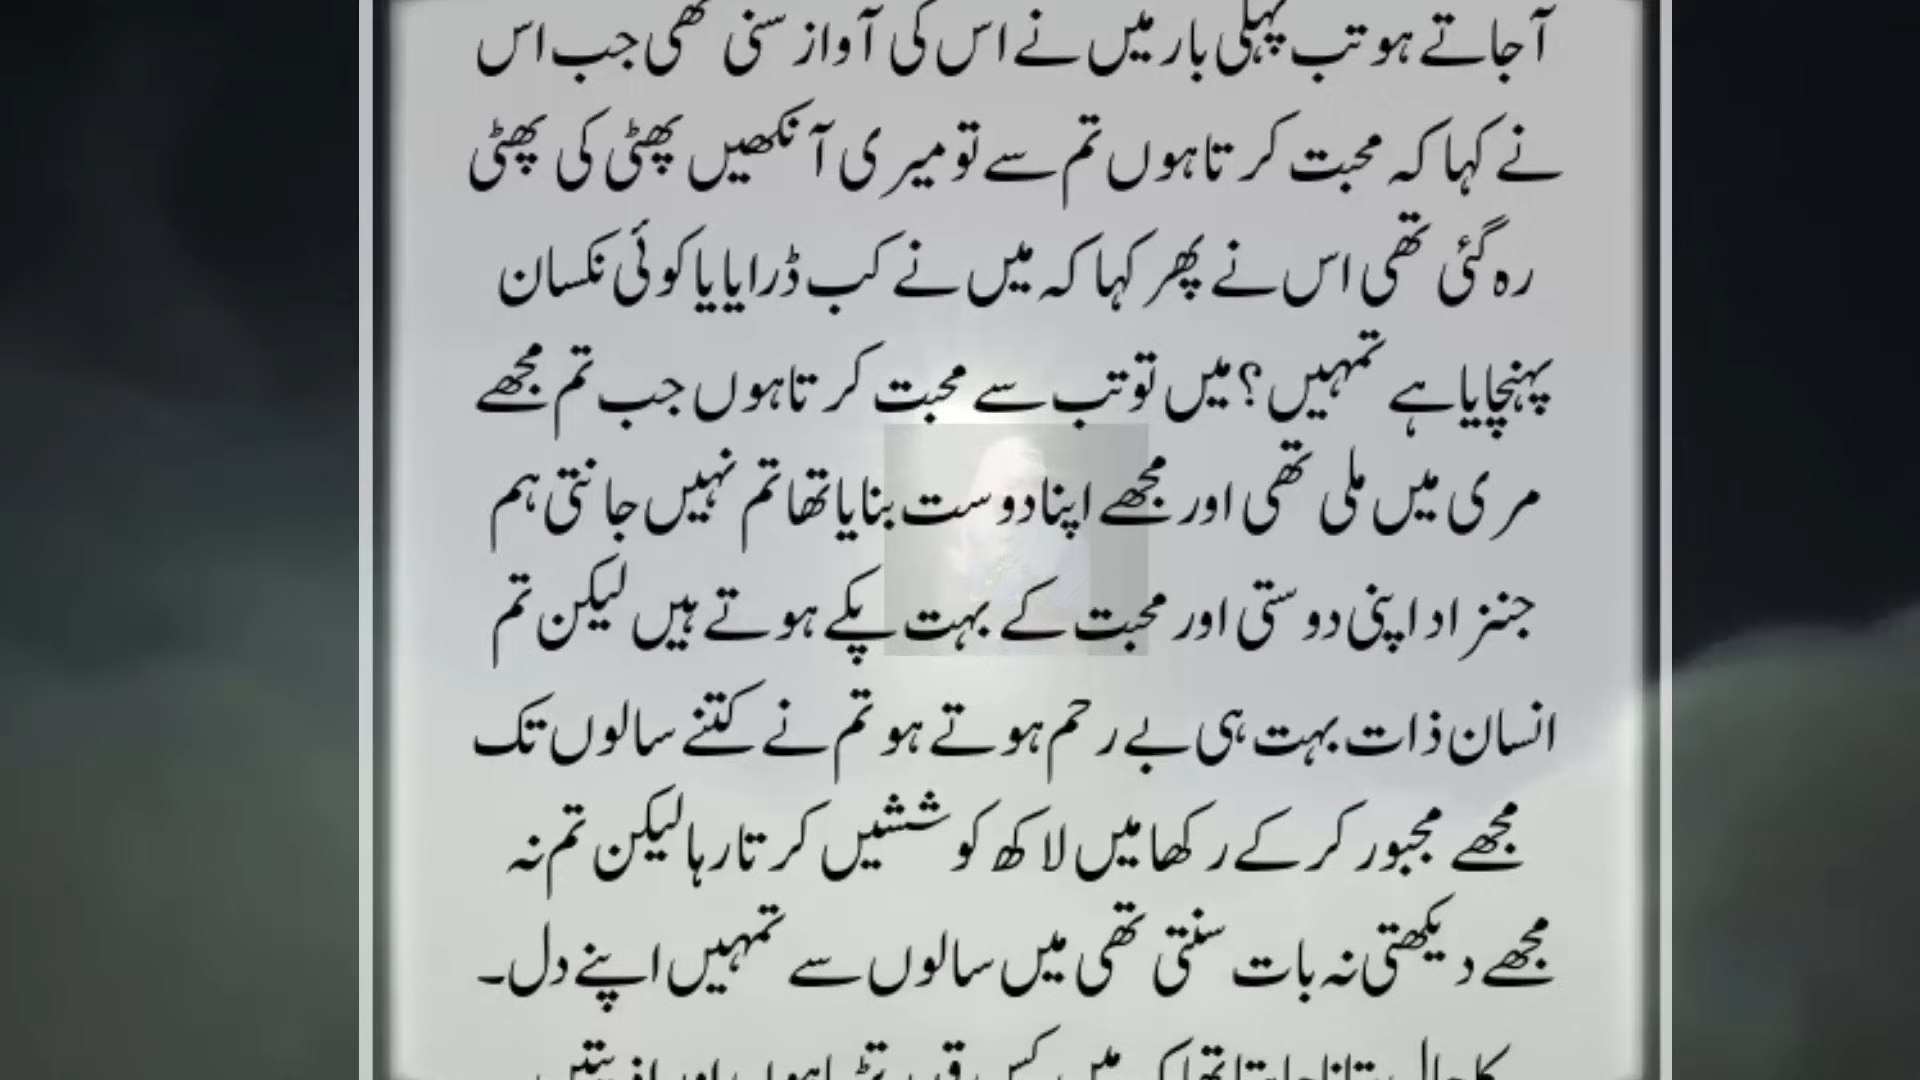 آجاتے ہو تب پہلی بار میں نے اس کی آواز سنی تھی جب اس
نے کہا کہ محبت کرتا ہوں تم سے تو میری آنکھیں پھٹی کی پھٹی
رہ گئی تھی اس نے پھر کہا کہ میں نے کب ڈرایا یا کوئی نکسان
پہنچایا ہے تمہیں؟ میں تو تب سے محبت کرتا ہوں جب تم مجھے
مری میں ملی تھی اور مجھے اپنا دوست بنایا تھا تم نہیں جانتی ہم
جنزاد اپنی دوستی اور محبت کے بہت پکے ہوتے ہیں لیکن تم
انسان ذات بہت ہی بے رحم ہوتے ہو تم نے کتنے سالوں تک
مجھے مجبور کر کے رکھا میں لاکھ کوششیں کرتا رہا لیکن تم نہ
مجھے دیکھتی نہ بات سنتی تھی میں سالوں سے تمہیں اپنے دل۔